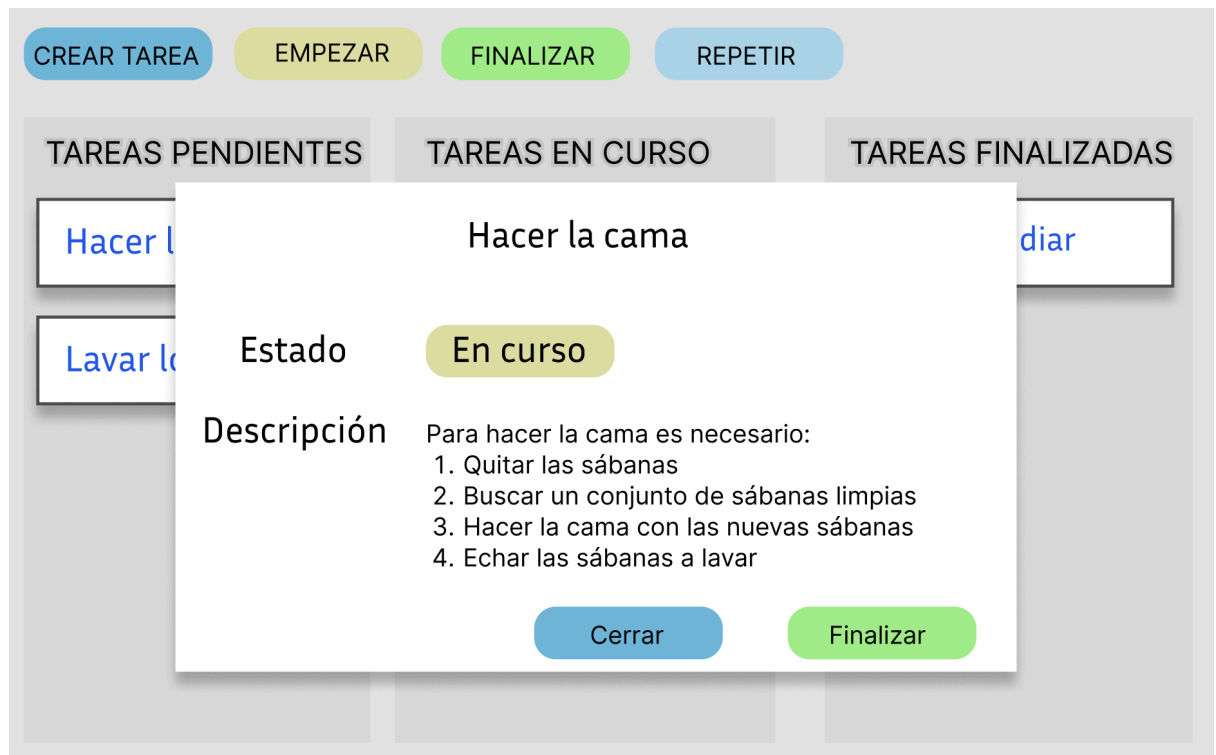 CREAR TAREA EMPEZAR FINALIZAR REPETIR
TAREAS PENDIENTES TAREAS EN CURSO TAREAS FINALIZADAS
Hacer
diar
Lavar
Hacer la cama
Estado En curso
Descripción Para hacer la cama es necesario:
1. Quitar las sábanas
2. Buscar un conjunto de sábanas limpias
3. Hacer la cama con las nuevas sábanas
4. Echar las sábanas a lavar
Cerrar Finalizar